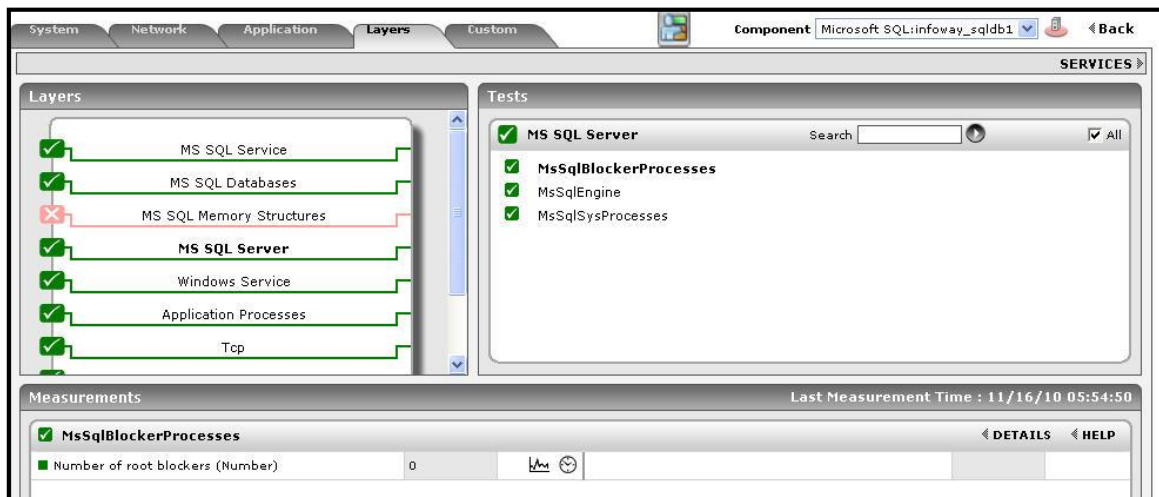 System Network Application Layers Custom Component Microsoft SQL:infoway_sqldb1 Back
SERVICES
Layers
MS SQL Service
MS SQL Databases
MS SQL Memory Structures
MS SQL Server
Windows Service
Application Processes
Tcp
Tests
MS SQL Server Search All
MsSqlBlockerProcesses
MsSqlEngine
MsSqlSysProcesses
Measurements Last Measurement Time : 11/16/10 05:54:50
MsSqlBlockerProcesses DETAILS HELP
Number of root blockers (Number) 0